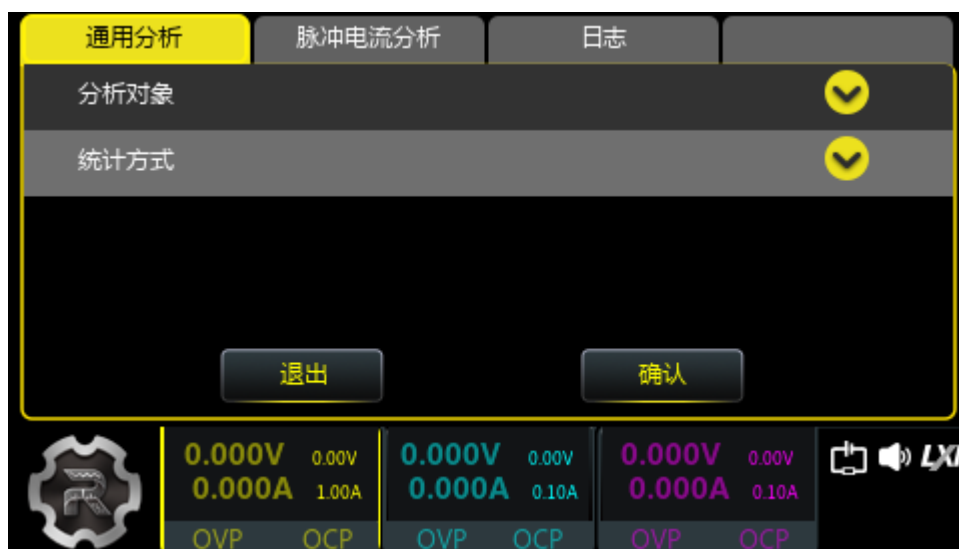 通用分析 脉冲电流分析 日志
分析对象
统计方式
退出 确认
0.000V 0.00V 0.000V 0.00V 0.000V 0.00V
0.000A 1.00A 0.000A 0.10A 0.000A 0.10A
OVP OCP OVP OCP OVP OCP
LXI